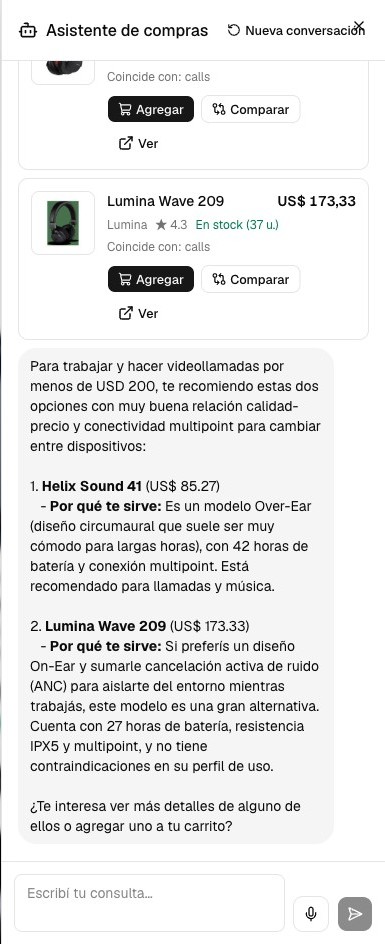 Asistente de compras
Nueva conversación
Coincide con: calls
Agregar
Comparar
Ver
Lumina Wave 209
US$ 173,33
Lumina ★ 4.3 En stock (37 u.)
Coincide con: calls
Agregar
Comparar
Ver
Para trabajar y hacer videollamadas por
menos de USD 200, te recomiendo estas dos
opciones con muy buena relación calidad-
precio y conectividad multipoint para cambiar
entre dispositivos:
1. Helix Sound 41 (US$ 85.27)
- Por qué te sirve: Es un modelo Over-Ear
(diseño circumaural que suele ser muy
cómodo para largas horas), con 42 horas de
batería y conexión multipoint. Está
recomendado para llamadas y música.
2. Lumina Wave 209 (US$ 173.33)
- Por qué te sirve: Si preferís un diseño
On-Ear y sumarle cancelación activa de ruido
(ANC) para aislarte del entorno mientras
trabajás, este modelo es una gran alternativa.
Cuenta con 27 horas de batería, resistencia
IPX5 y multipoint, y no tiene
contraindicaciones en su perfil de uso.
¿Te interesa ver más detalles de alguno de
ellos o agregar uno a tu carrito?
Escribí tu consulta...